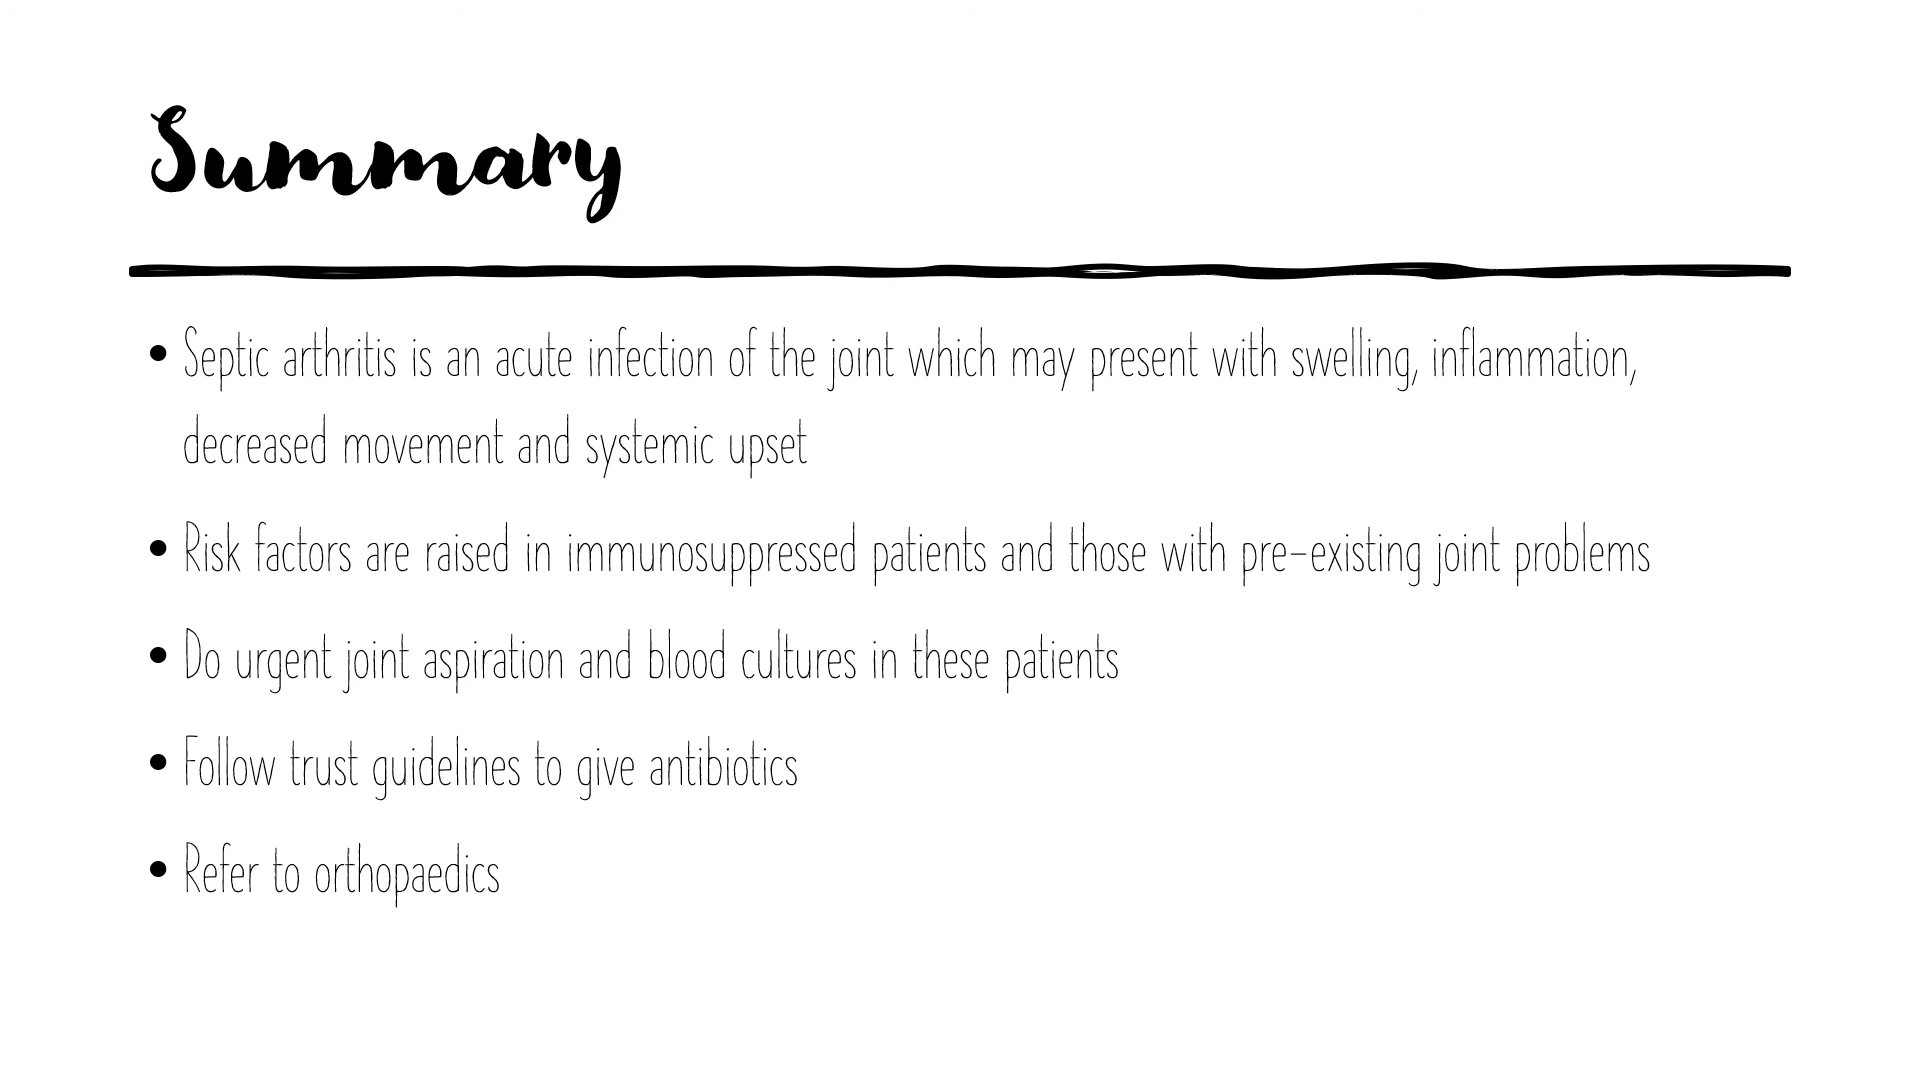 Summary
• Septic arthritis is an acute infection of the joint which may present with swelling, inflammation,
decreased movement and systemic upset
• Risk factors are raised in immunosuppressed patients and those with pre-existing joint problems
• Do urgent joint aspiration and blood cultures in these patients
• Follow trust guidelines to give antibiotics
• Refer to orthopaedics